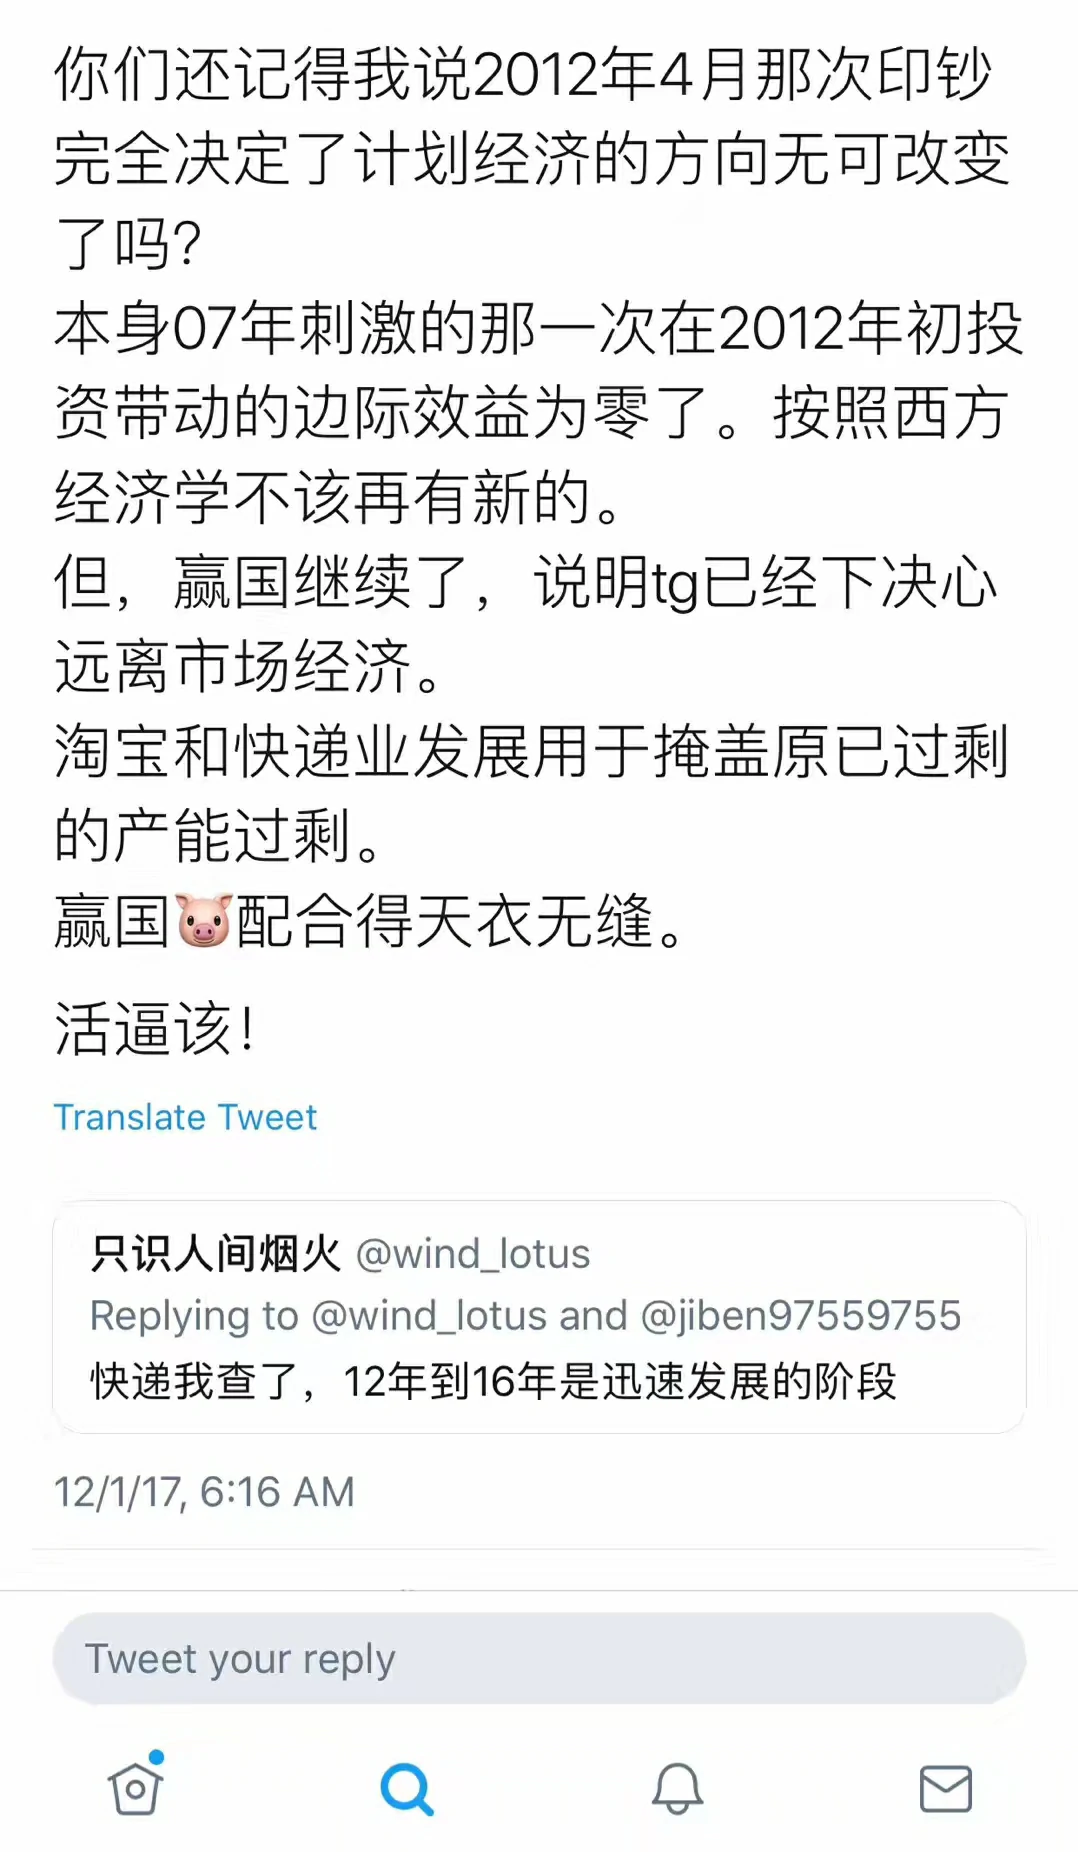 你们还记得我说2012年4月那次印钞
完全决定了计划经济的方向无可改变
了吗?
本身07年刺激的那一次在2012年初投
资带动的边际效益为零了。按照西方
经济学不该再有新的。
但，赢国继续了，说明tg已经下决心
远离市场经济。
淘宝和快递业发展用于掩盖原已过剩
的产能过剩。
赢国🐷配合得天衣无缝。
活逼该!
Translate Tweet
只识人间烟火 @wind_lotus
Replying to @wind_lotus and @jiben97559755
快递我查了，12年到16年是迅速发展的阶段
12/1/17, 6:16 AM
Tweet your reply